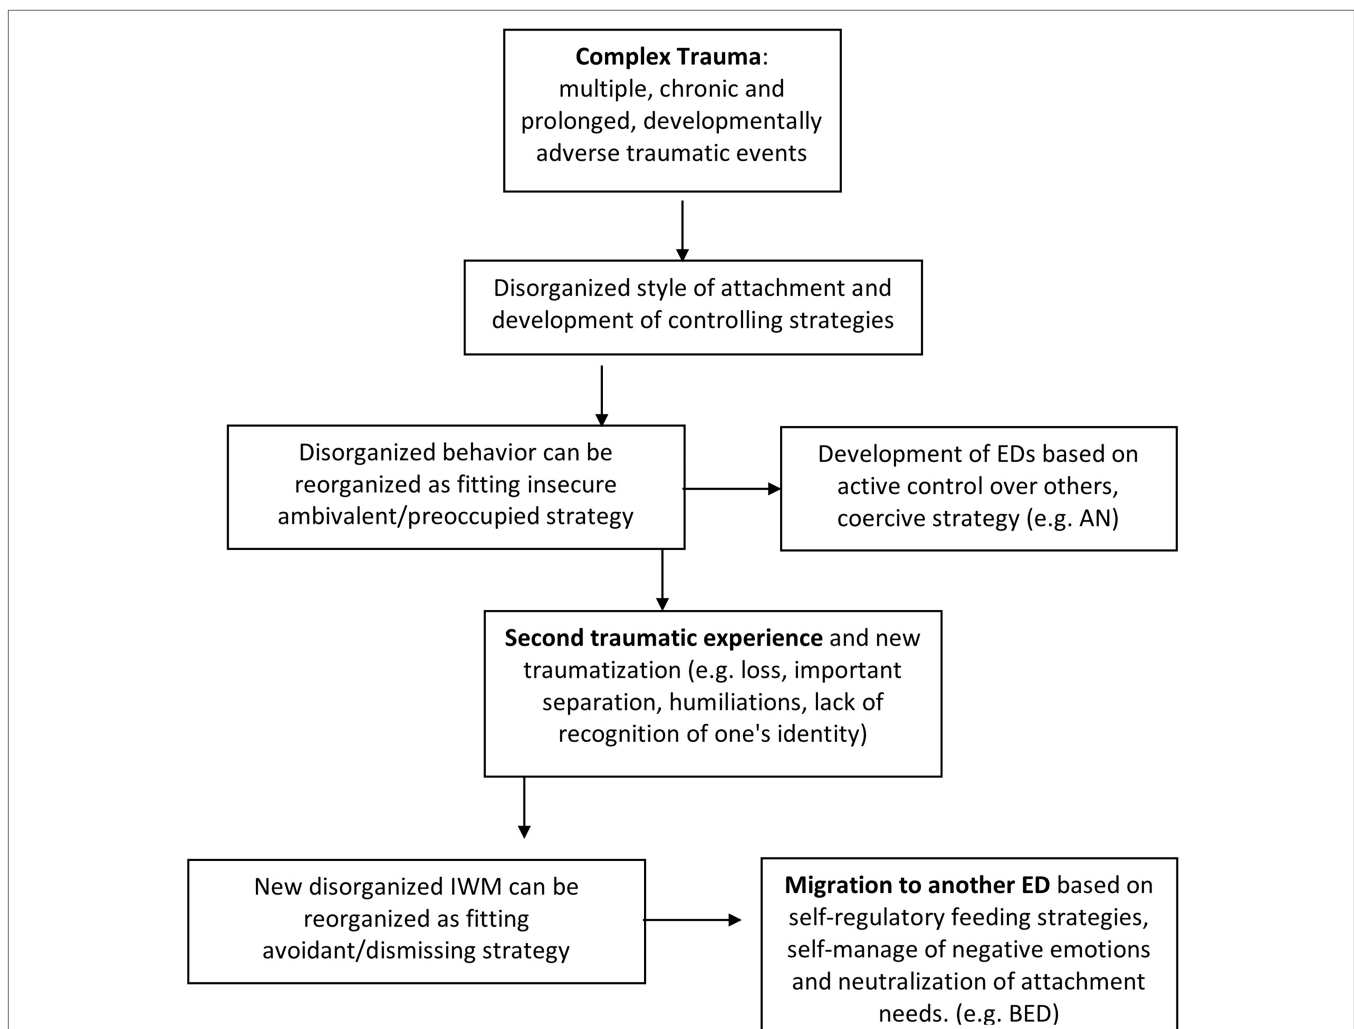 Complex Trauma:
multiple, chronic and
prolonged, developmentally
adverse traumatic events
Disorganized style of attachment and
development of controlling strategies
Disorganized behavior can be
reorganized as fitting insecure
ambivalent/preoccupied strategy
Development of EDs based on
active control over others,
coercive strategy (e.g. AN)
Second traumatic experience and new
traumatization (e.g. loss, important
separation, humiliations, lack of
recognition of one's identity)
New disorganized IWM can be
reorganized as fitting
avoidant/dismissing strategy
Migration to another ED based on
self-regulatory feeding strategies,
self-manage of negative emotions
and neutralization of attachment
needs. (e.g. BED)